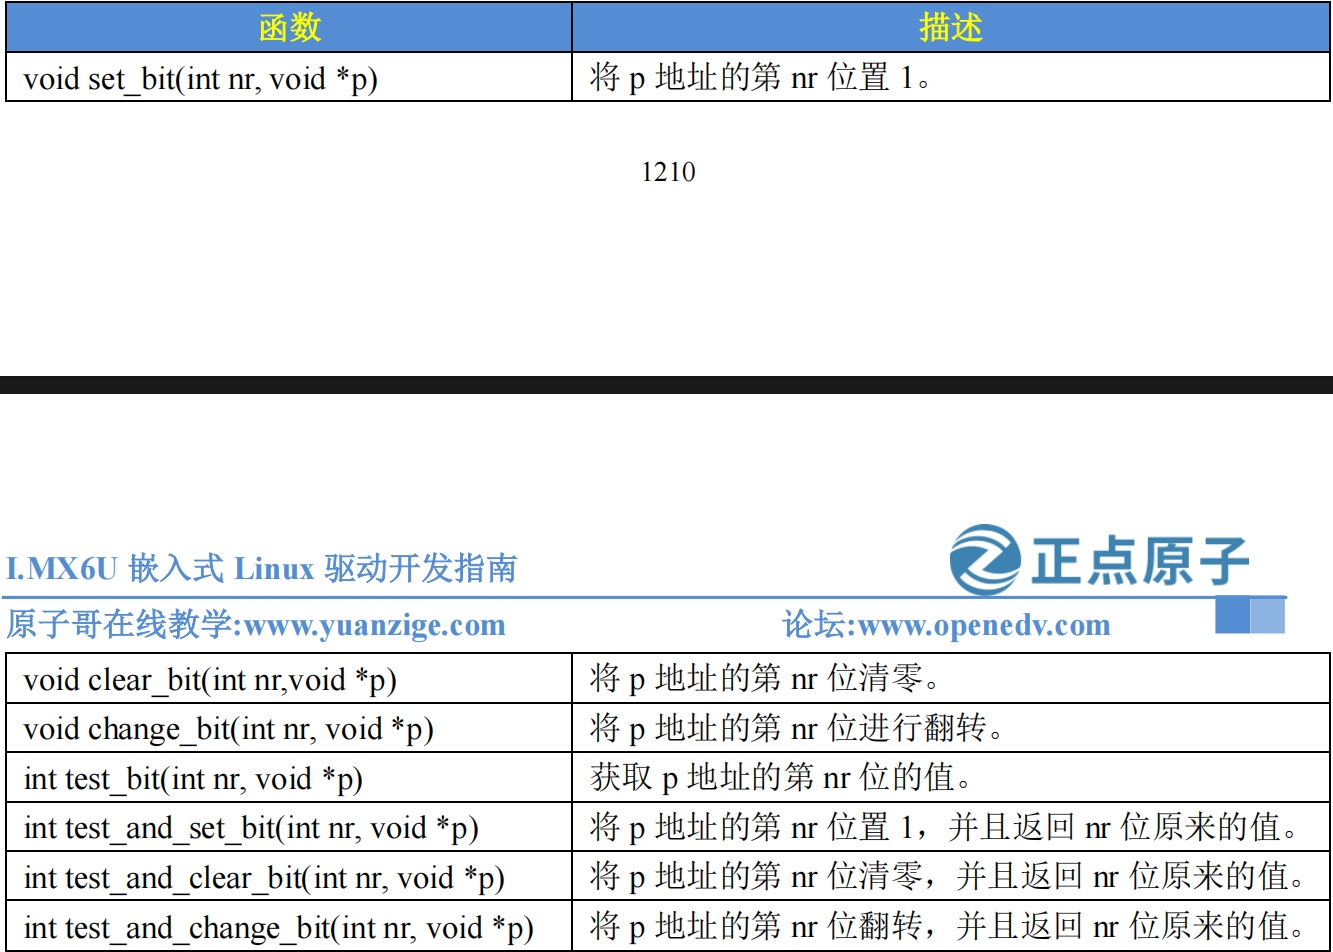 函数 描述
void set_bit(int nr, void *p) 将 p 地址的第 nr 位置 1。
1210
I.MX6U 嵌入式 Linux 驱动开发指南 正点原子
原子哥在线教学:www.yuanzige.com 论坛:www.openedv.com
void clear_bit(int nr,void *p) 将 p 地址的第 nr 位清零。
void change_bit(int nr, void *p) 将 p 地址的第 nr 位进行翻转。
int test_bit(int nr, void *p) 获取 p 地址的第 nr 位的值。
int test_and_set_bit(int nr, void *p) 将 p 地址的第 nr 位置 1，并且返回 nr 位原来的值。
int test_and_clear_bit(int nr, void *p) 将 p 地址的第 nr 位清零，并且返回 nr 位原来的值。
int test_and_change_bit(int nr, void *p) 将 p 地址的第 nr 位翻转，并且返回 nr 位原来的值。